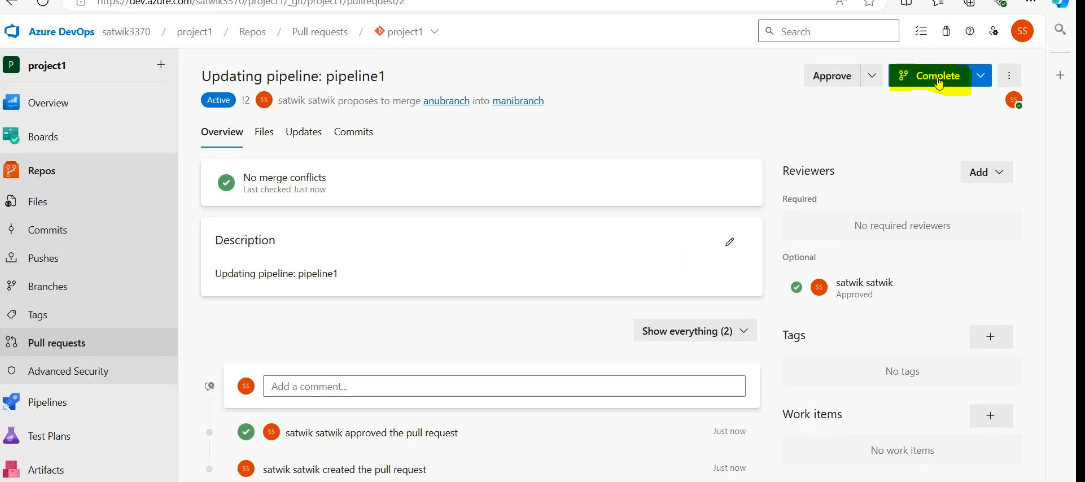 https://dev.azure.com/satwik3370/project1/_git/project1/pullrequest/2
Azure DevOps satwik3370 / project1 / Repos / Pull requests / project1
Search
SS
P project1
Overview
Boards
Repos
Files
Commits
Pushes
Branches
Tags
Pull requests
Advanced Security
Pipelines
Test Plans
Artifacts
Updating pipeline: pipeline1
Approve
Complete
Active !2 SS satwik satwik proposes to merge anubranch into manibranch
SS
Overview Files Updates Commits
No merge conflicts
Last checked Just now
Description
Updating pipeline: pipeline1
Show everything (2)
SS Add a comment...
SS satwik satwik approved the pull request Just now
SS satwik satwik created the pull request Just now
Reviewers
Add
Required
No required reviewers
Optional
SS satwik satwik
Approved
Tags
No tags
Work items
No work items